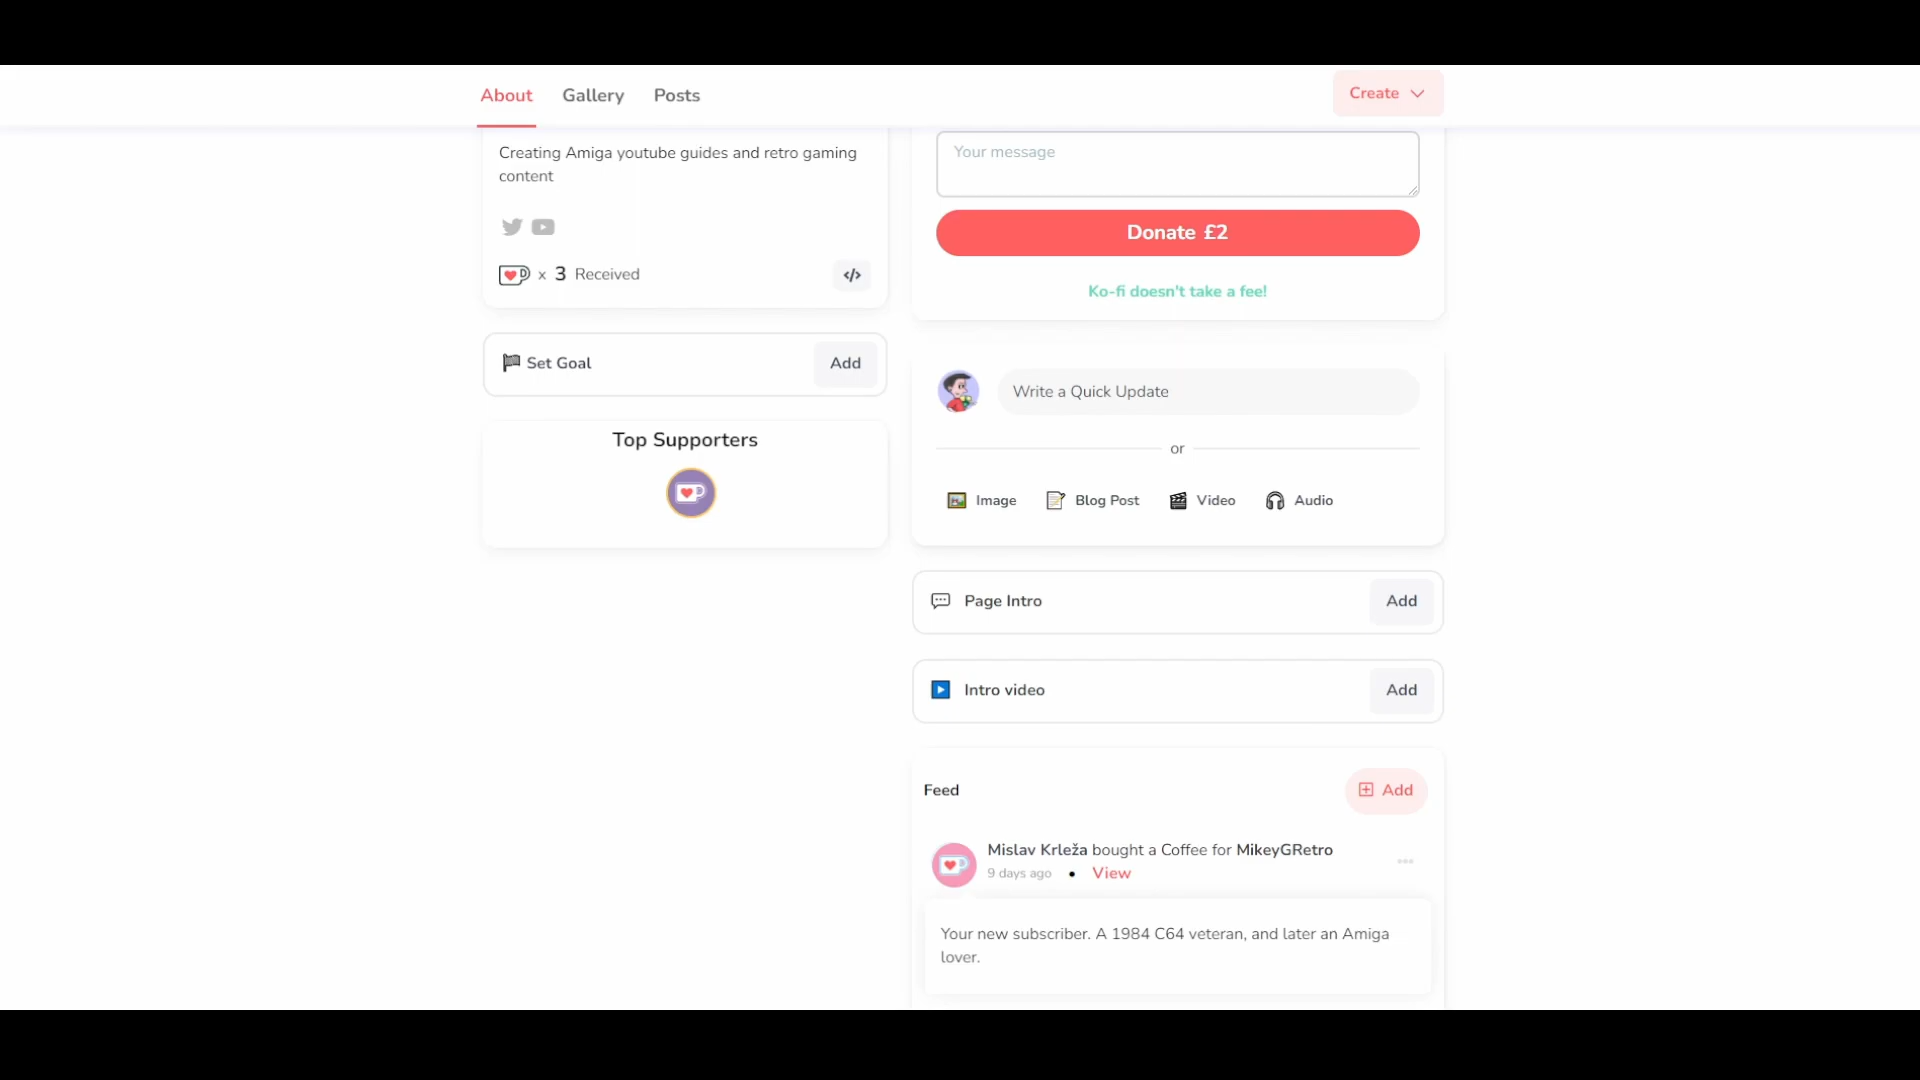 About Gallery Posts
Create
Creating Amiga youtube guides and retro gaming
content
x 3 Received
</>
Set Goal
Add
Top Supporters
Your message
Donate £2
Ko-fi doesn't take a fee!
Write a Quick Update
or
Image Blog Post Video Audio
Page Intro
Add
Intro video
Add
Feed
Add
Mislav Krleža bought a Coffee for MikeyGRetro
9 days ago • View
Your new subscriber. A 1984 C64 veteran, and later an Amiga
lover.